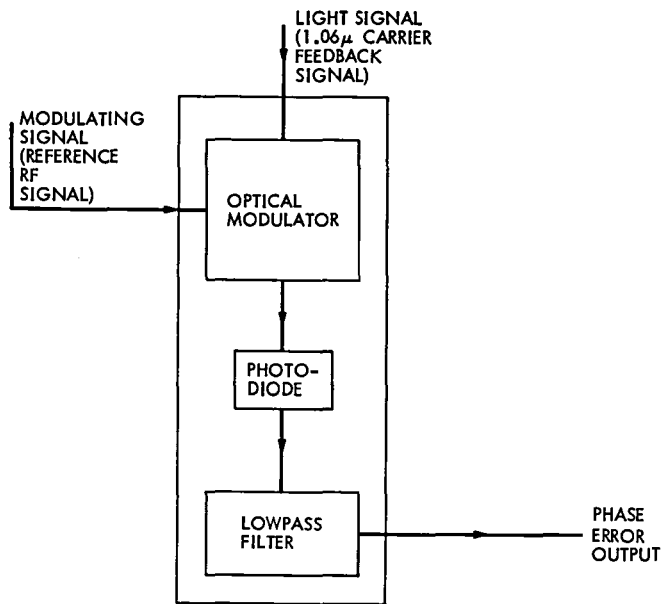 LIGHT SIGNAL
(1.06μ CARRIER
FEEDBACK
SIGNAL)
MODULATING
SIGNAL
(REFERENCE
RF
SIGNAL)
OPTICAL
MODULATOR
PHOTO-
DIODE
LOWPASS
FILTER
PHASE
ERROR
OUTPUT